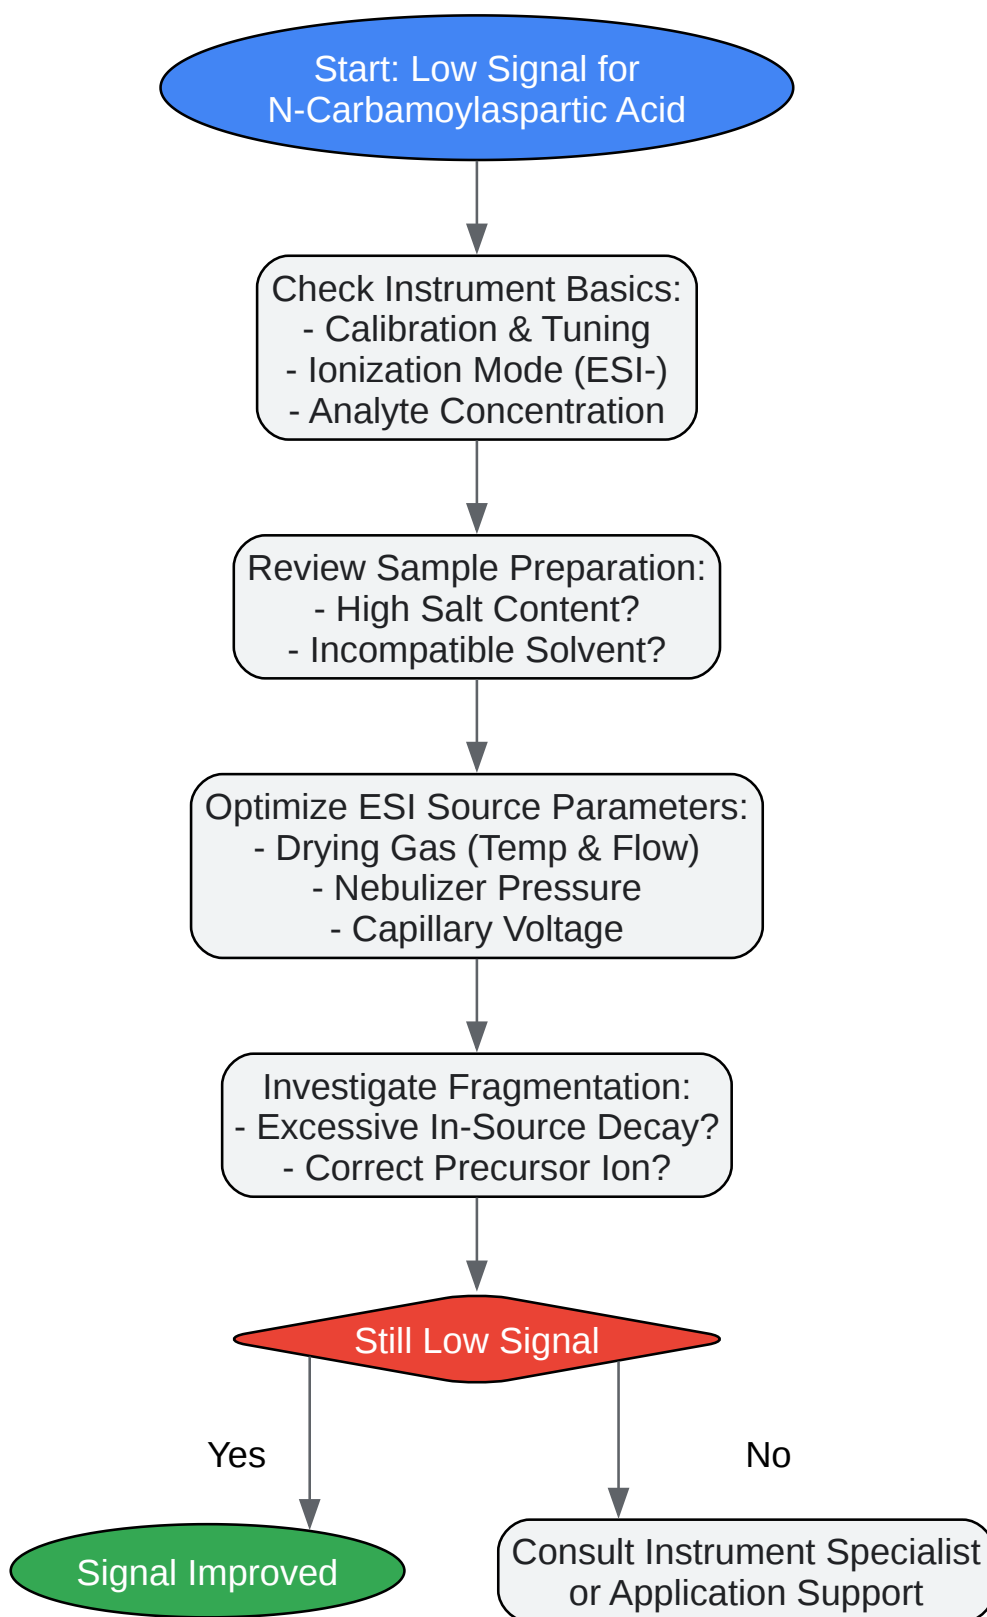 Start: Low Signal for
N-Carbamoylaspartic Acid
Check Instrument Basics:
- Calibration & Tuning
- Ionization Mode (ESI-)
- Analyte Concentration
Review Sample Preparation:
- High Salt Content?
- Incompatible Solvent?
Optimize ESI Source Parameters:
- Drying Gas (Temp & Flow)
- Nebulizer Pressure
- Capillary Voltage
Investigate Fragmentation:
- Excessive In-Source Decay?
- Correct Precursor Ion?
Still Low Signal
Yes
No
Signal Improved
Consult Instrument Specialist
or Application Support